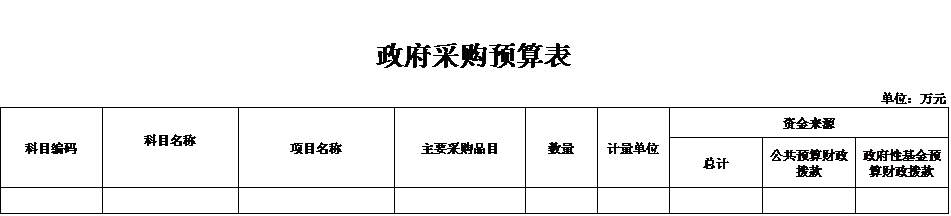 政府采购预算表
单位：万元
科目编码
科目名称
项目名称
主要采购品目
数量
计量单位
资金来源
总计
公共预算财政
拨款
政府性基金预
算财政拨款